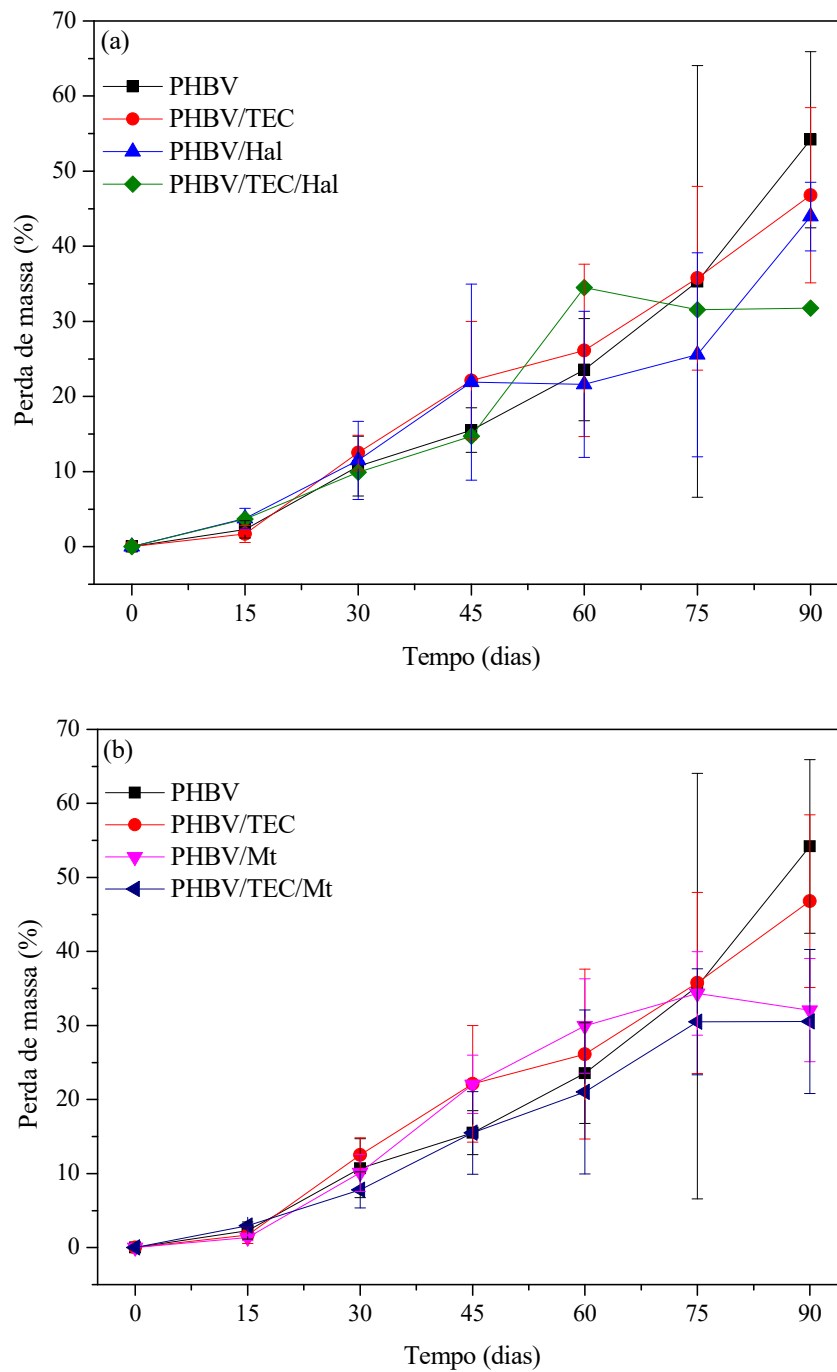 (a)
PHBV
PHBV/TEC
PHBV/Hal
PHBV/TEC/Hal
70
60
50
40
30
20
10
0
Perda de massa (%)
0 15 30 45 60 75 90
Tempo (dias)
(b)
PHBV
PHBV/TEC
PHBV/Mt
PHBV/TEC/Mt
70
60
50
40
30
20
10
0
Perda de massa (%)
0 15 30 45 60 75 90
Tempo (dias)